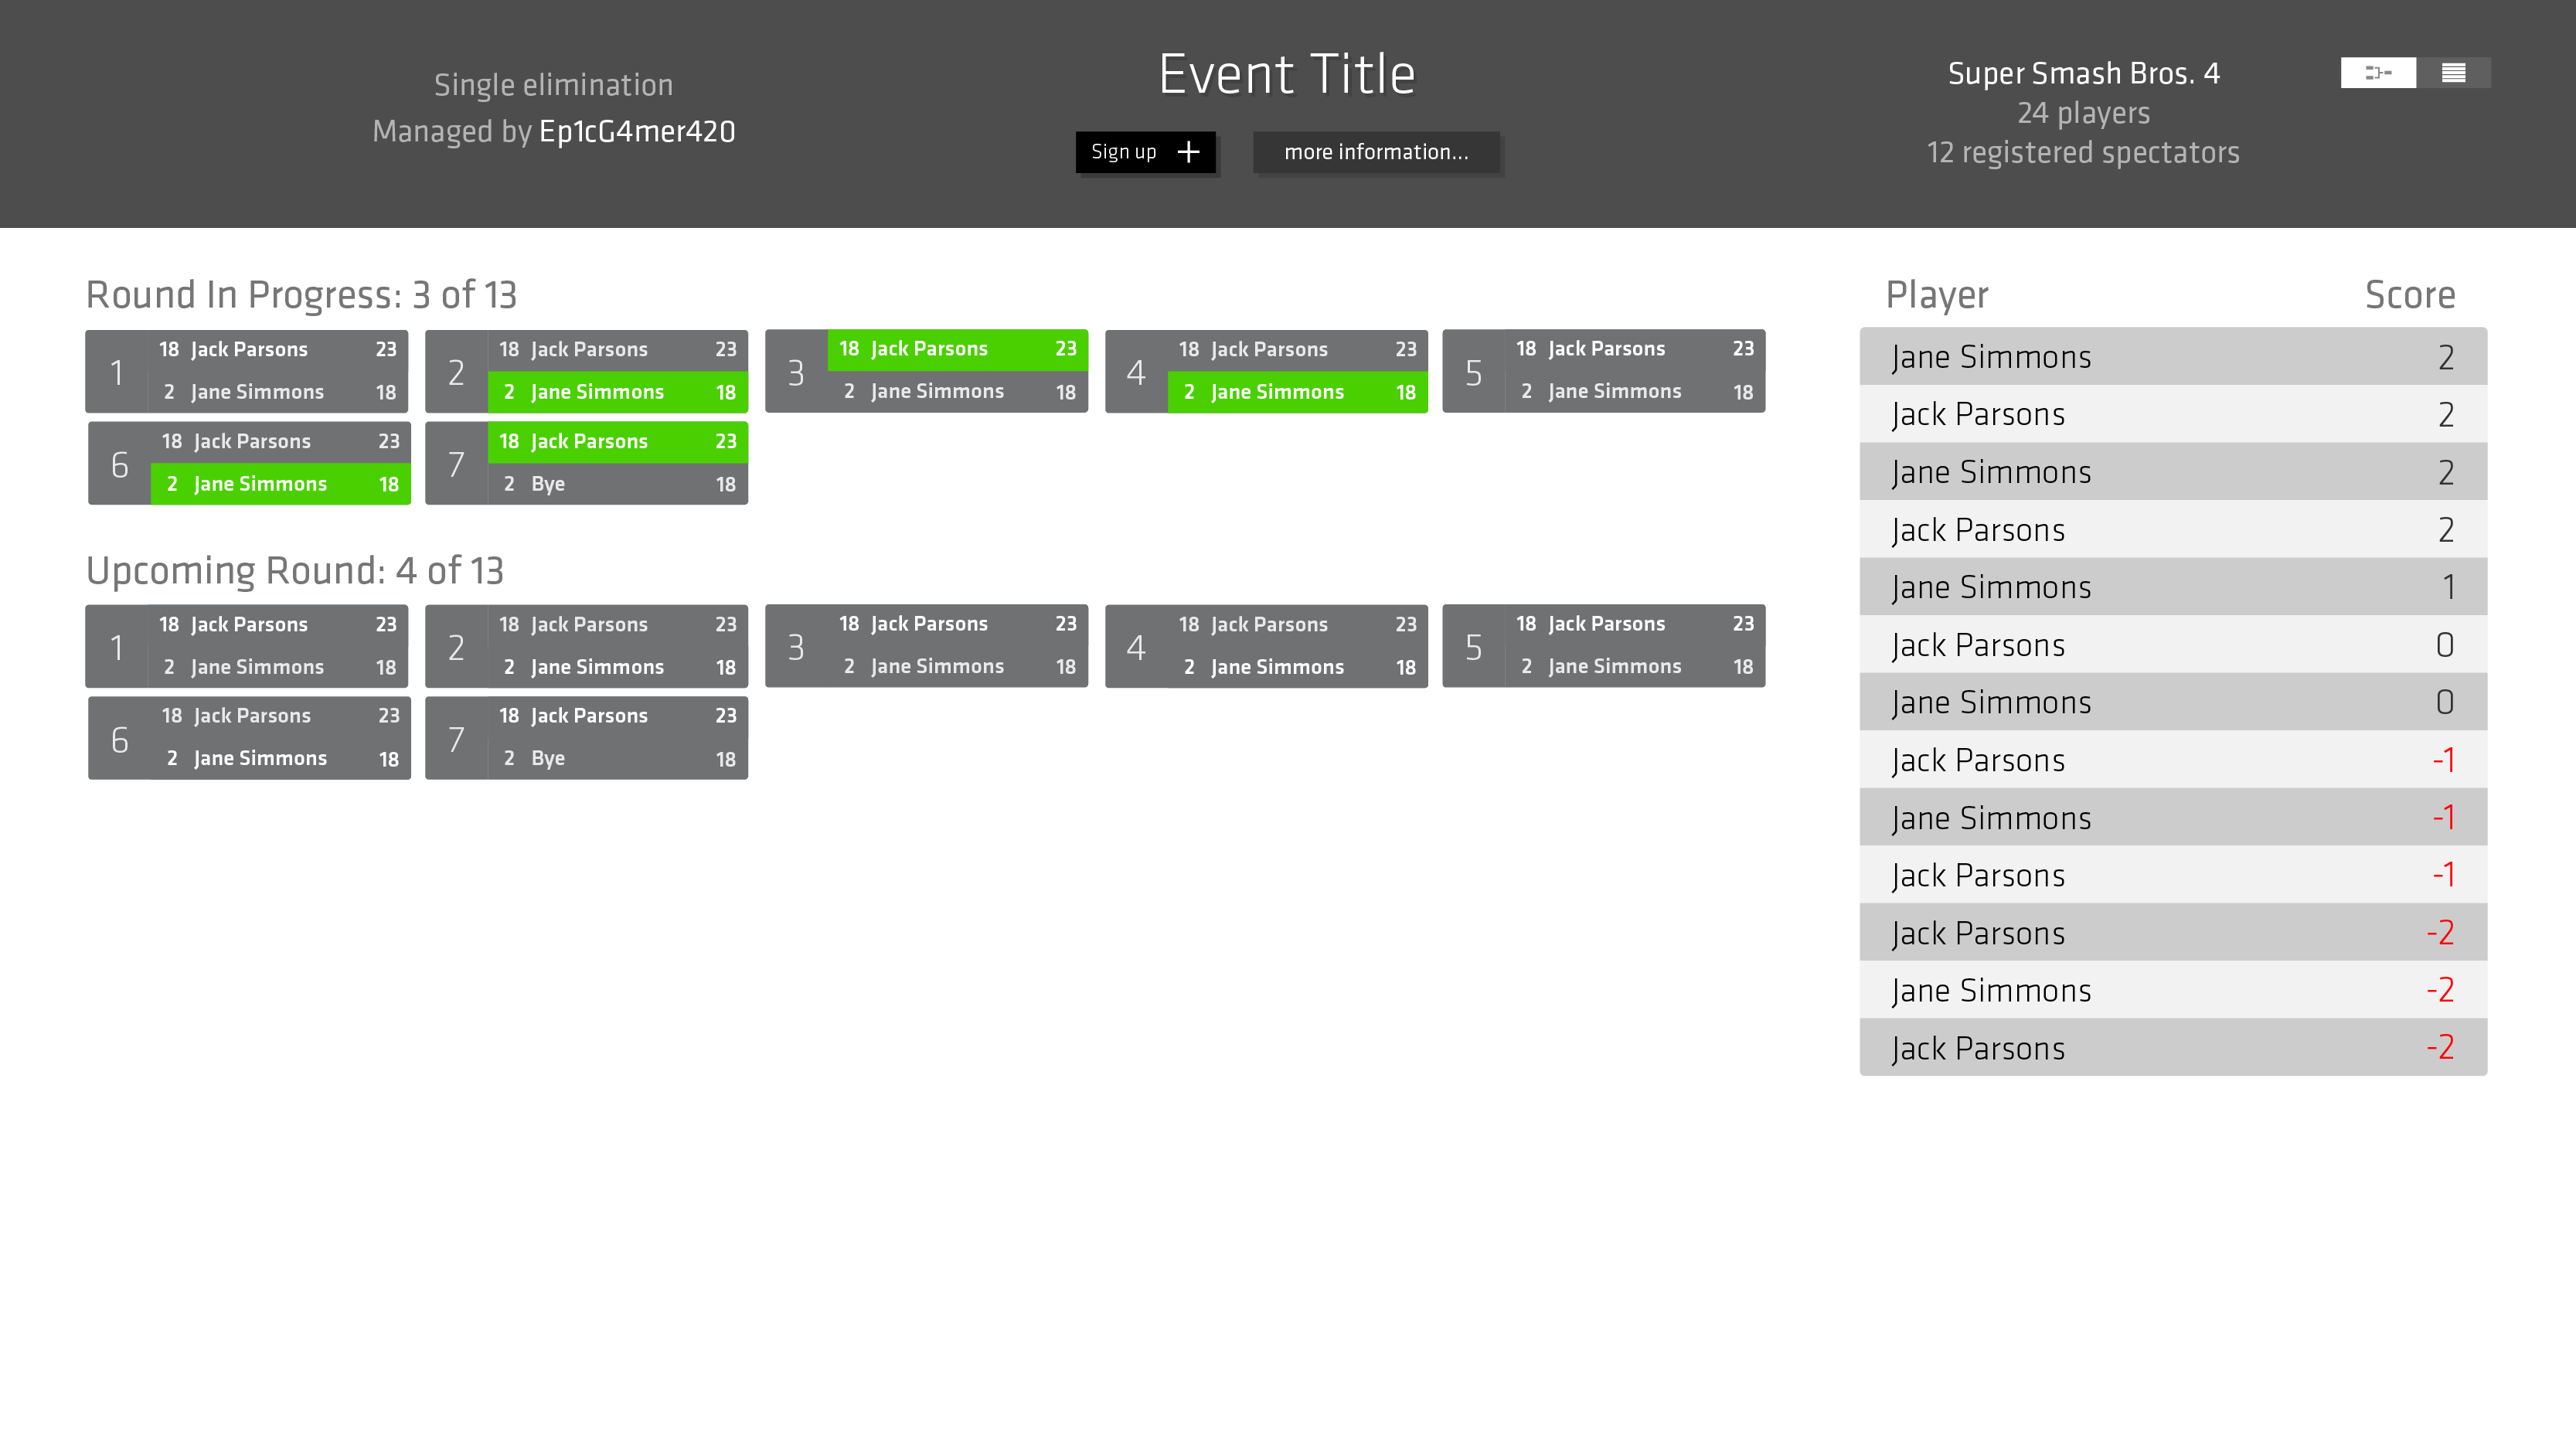 Single elimination
Managed by Ep1cG4mer420
Event Title
Sign up +
more information...
Super Smash Bros. 4
24 players
12 registered spectators
Round In Progress: 3 of 13
1
18 Jack Parsons 23
2 Jane Simmons 18
2
18 Jack Parsons 23
2 Jane Simmons 18
3
18 Jack Parsons 23
2 Jane Simmons 18
4
18 Jack Parsons 23
2 Jane Simmons 18
5
18 Jack Parsons 23
2 Jane Simmons 18
6
18 Jack Parsons 23
2 Jane Simmons 18
7
18 Jack Parsons 23
2 Bye 18
Upcoming Round: 4 of 13
1
18 Jack Parsons 23
2 Jane Simmons 18
2
18 Jack Parsons 23
2 Jane Simmons 18
3
18 Jack Parsons 23
2 Jane Simmons 18
4
18 Jack Parsons 23
2 Jane Simmons 18
5
18 Jack Parsons 23
2 Jane Simmons 18
6
18 Jack Parsons 23
2 Jane Simmons 18
7
18 Jack Parsons 23
2 Bye 18
Player Score
Jane Simmons 2
Jack Parsons 2
Jane Simmons 2
Jack Parsons 2
Jane Simmons 1
Jack Parsons 0
Jane Simmons 0
Jack Parsons -1
Jane Simmons -1
Jack Parsons -1
Jack Parsons -2
Jane Simmons -2
Jack Parsons -2